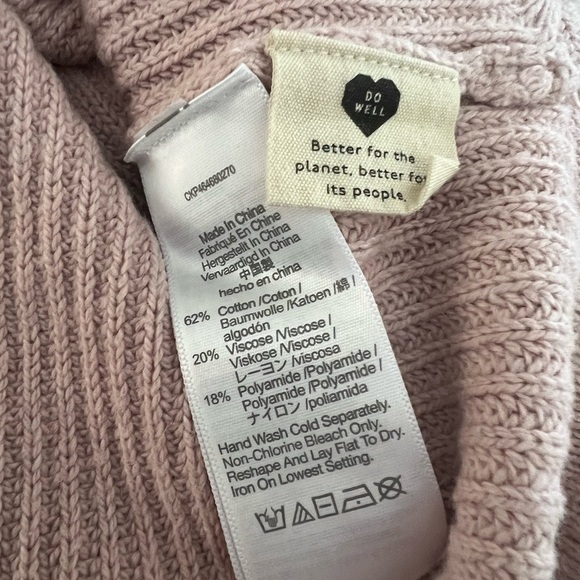 DO
WELL
Better for the
planet, better for
its people.
CKP464680270
Made In China
Fabriqué En Chine
Hergestelit In China
Vervaardigd In China
中国製
hecho en china
62% Cotton /Coton /
Baumwolle /Katoen /綿 /
algodón
20% Viscose /Viscose /
Viskose /Viscose /
レーヨン /viscosa
18% Polyamide /Polyamide /
Polyamide /Polyamide /
ナイロン /poliamida
Hand Wash Cold Separately.
Non-Chlorine Bleach Only.
Reshape And Lay Flat To Dry.
Iron On Lowest Setting.